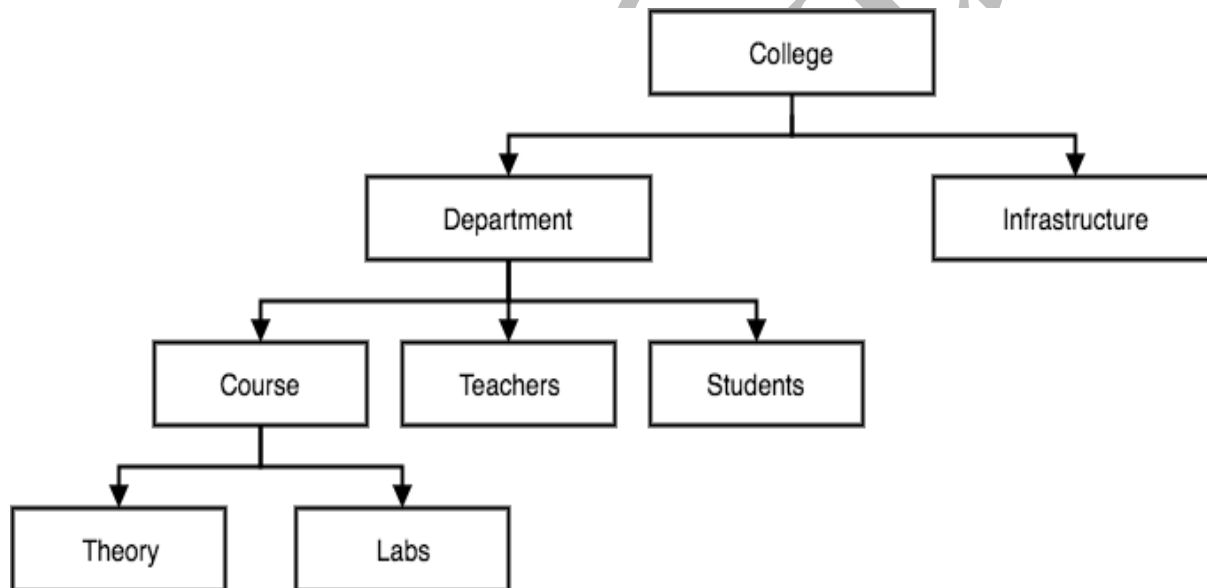 College
Department
Infrastructure
Course
Teachers
Students
Theory
Labs